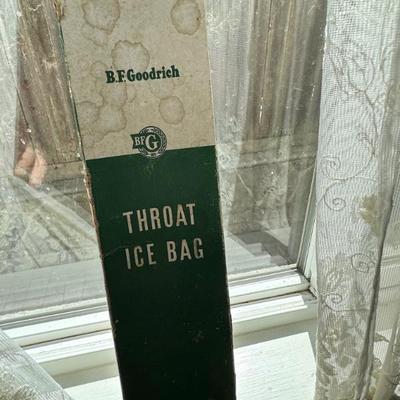 B.F. Goodrich
BFG
THROAT
ICE BAG